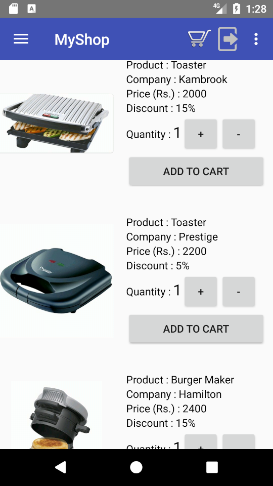 1:28
MyShop
Product : Toaster
Company : Kambrook
Price (Rs.) : 2000
Discount : 15%
Quantity : 1 + -
ADD TO CART
Product : Toaster
Company : Prestige
Price (Rs.) : 2200
Discount : 5%
Quantity : 1 + -
ADD TO CART
Product : Burger Maker
Company : Hamilton
Price (Rs.) : 2400
Discount : 15%
Quantity : 1 + -